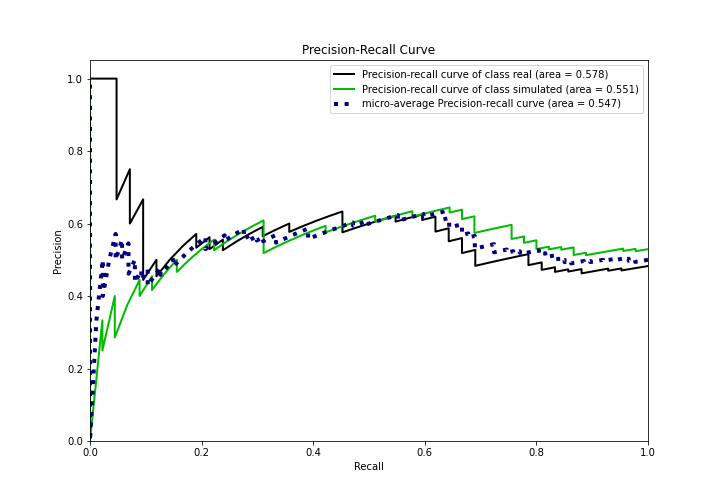 Precision-Recall Curve
Precision-recall curve of class real (area = 0.578)
Precision-recall curve of class simulated (area = 0.551)
micro-average Precision-recall curve (area = 0.547)
Precision
1.0
0.8
0.6
0.4
0.2
0.0
0.0 0.2 0.4 0.6 0.8 1.0
Recall